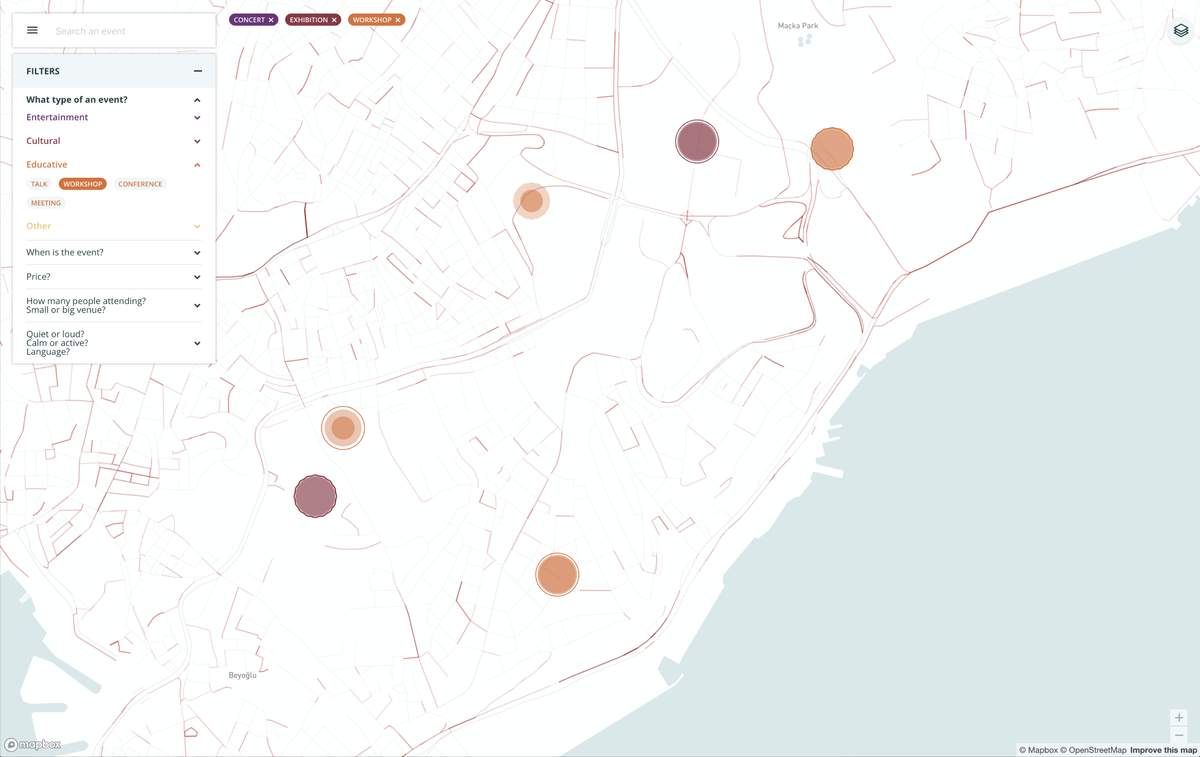 Search an event
CONCERT ×
EXHIBITION ×
WORKSHOP ×
Maçka Park
FILTERS
What type of an event?
Entertainment
Cultural
Educative
TALK
WORKSHOP
CONFERENCE
MEETING
Other
When is the event?
Price?
How many people attending?
Small or big venue?
Quiet or loud?
Calm or active?
Language?
Beyoğlu
mapbox
© Mapbox © OpenStreetMap Improve this map